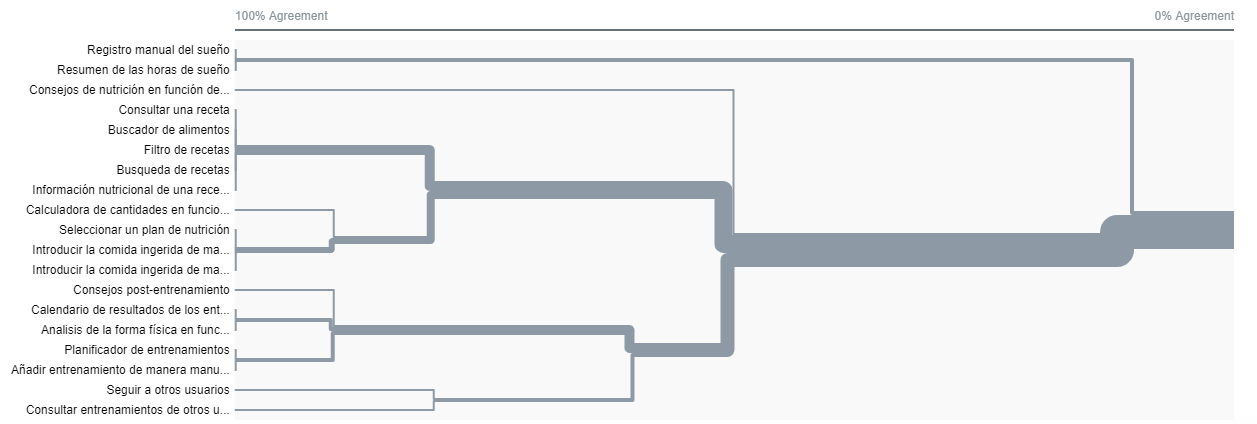 100% Agreement 0% Agreement
Registro manual del sueño
Resumen de las horas de sueño
Consejos de nutrición en función de...
Consultar una receta
Buscador de alimentos
Filtro de recetas
Busqueda de recetas
Información nutricional de una rece...
Calculadora de cantidades en funcio...
Seleccionar un plan de nutrición
Introducir la comida ingerida de ma...
Introducir la comida ingerida de ma...
Consejos post-entrenamiento
Calendario de resultados de los ent...
Analisis de la forma física en func...
Planificador de entrenamientos
Añadir entrenamiento de manera manu...
Seguir a otros usuarios
Consultar entrenamientos de otros u...